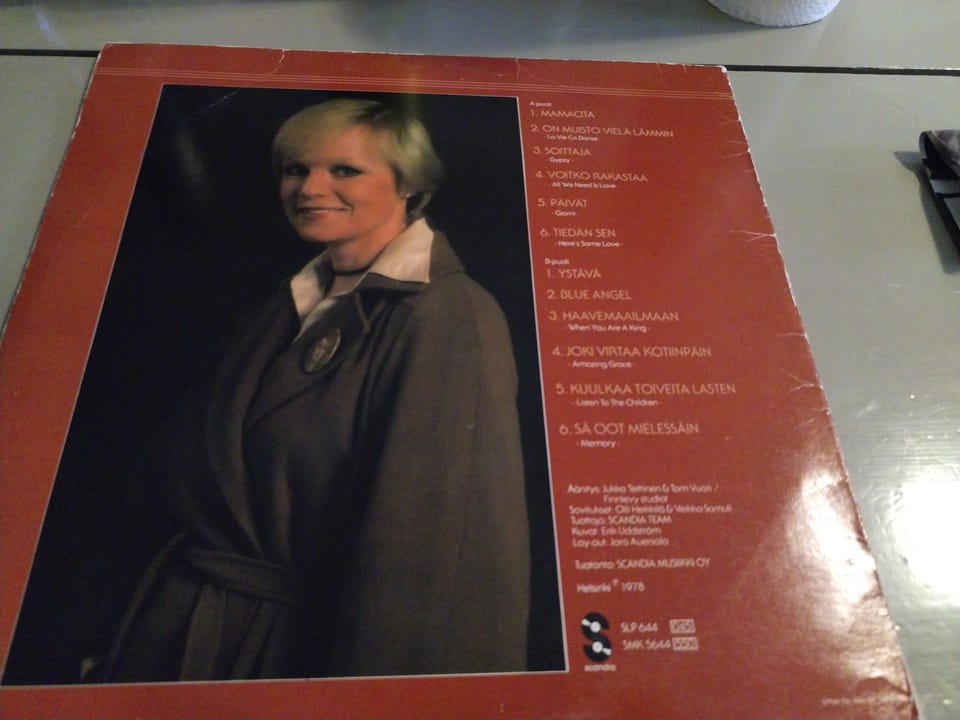 A-puoli
1. MAMACITA
2. ON MUISTO VIELÄ LÄMMIN
- La Vie Ca Danse -
3. SOITTAJA
- Gypsy -
4. VOITKO RAKASTAA
- All We Need Is Love -
5. PÄIVÄT
- Giorni -
6. TIEDÄN SEN
- Here's Some Love -
B-puoli
1. YSTÄVÄ
2. BLUE ANGEL
3. HAAVEMAAILMAAN
- When You Are A King -
4. JOKI VIRTAA KOTIINPÄIN
- Amazing Grace -
5. KUULKAA TOIVEITA LASTEN
- Listen To The Children -
6. SÄ OOT MIELESSÄIN
- Memory -
Äänitys: Jukka Teittinen & Tom Vuori /
Finnlevy studiot
Sovitukset: Olli Heikkilä & Veikko Samuli
Tuottaja: SCANDIA TEAM
Kuvat: Erik Uddström
Lay-out: Jora Auersalo
Tuotanto: SCANDIA MUSIIKKI OY
Helsinki ℗ 1978
SLP 644
SMK 5644
scandia